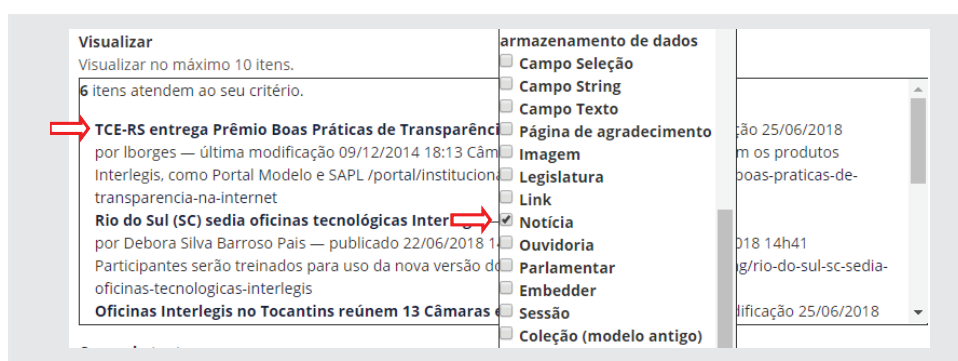 Visualizar
Visualizar no máximo 10 itens.
6 itens atendem ao seu critério.
TCE-RS entrega Prêmio Boas Práticas de Transparênci
ção 25/06/2018
por lborges — última modificação 09/12/2014 18:13 Câm
m os produtos
Interlegis, como Portal Modelo e SAPL /portal/instituciona
boas-praticas-de-
transparencia-na-internet
Rio do Sul (SC) sedia oficinas tecnológicas Inter
por Debora Silva Barroso Pais — publicado 22/06/2018 1
018 14h41
Participantes serão treinados para uso da nova versão do
g/rio-do-sul-sc-sedia-
oficinas-tecnologicas-interlegis
Oficinas Interlegis no Tocantins reúnem 13 Câmaras e
dificação 25/06/2018
armazenamento de dados
Campo Seleção
Campo String
Campo Texto
Página de agradecimento
Imagem
Legislatura
Link
Notícia
Ouvidoria
Parlamentar
Embedder
Sessão
Coleção (modelo antigo)